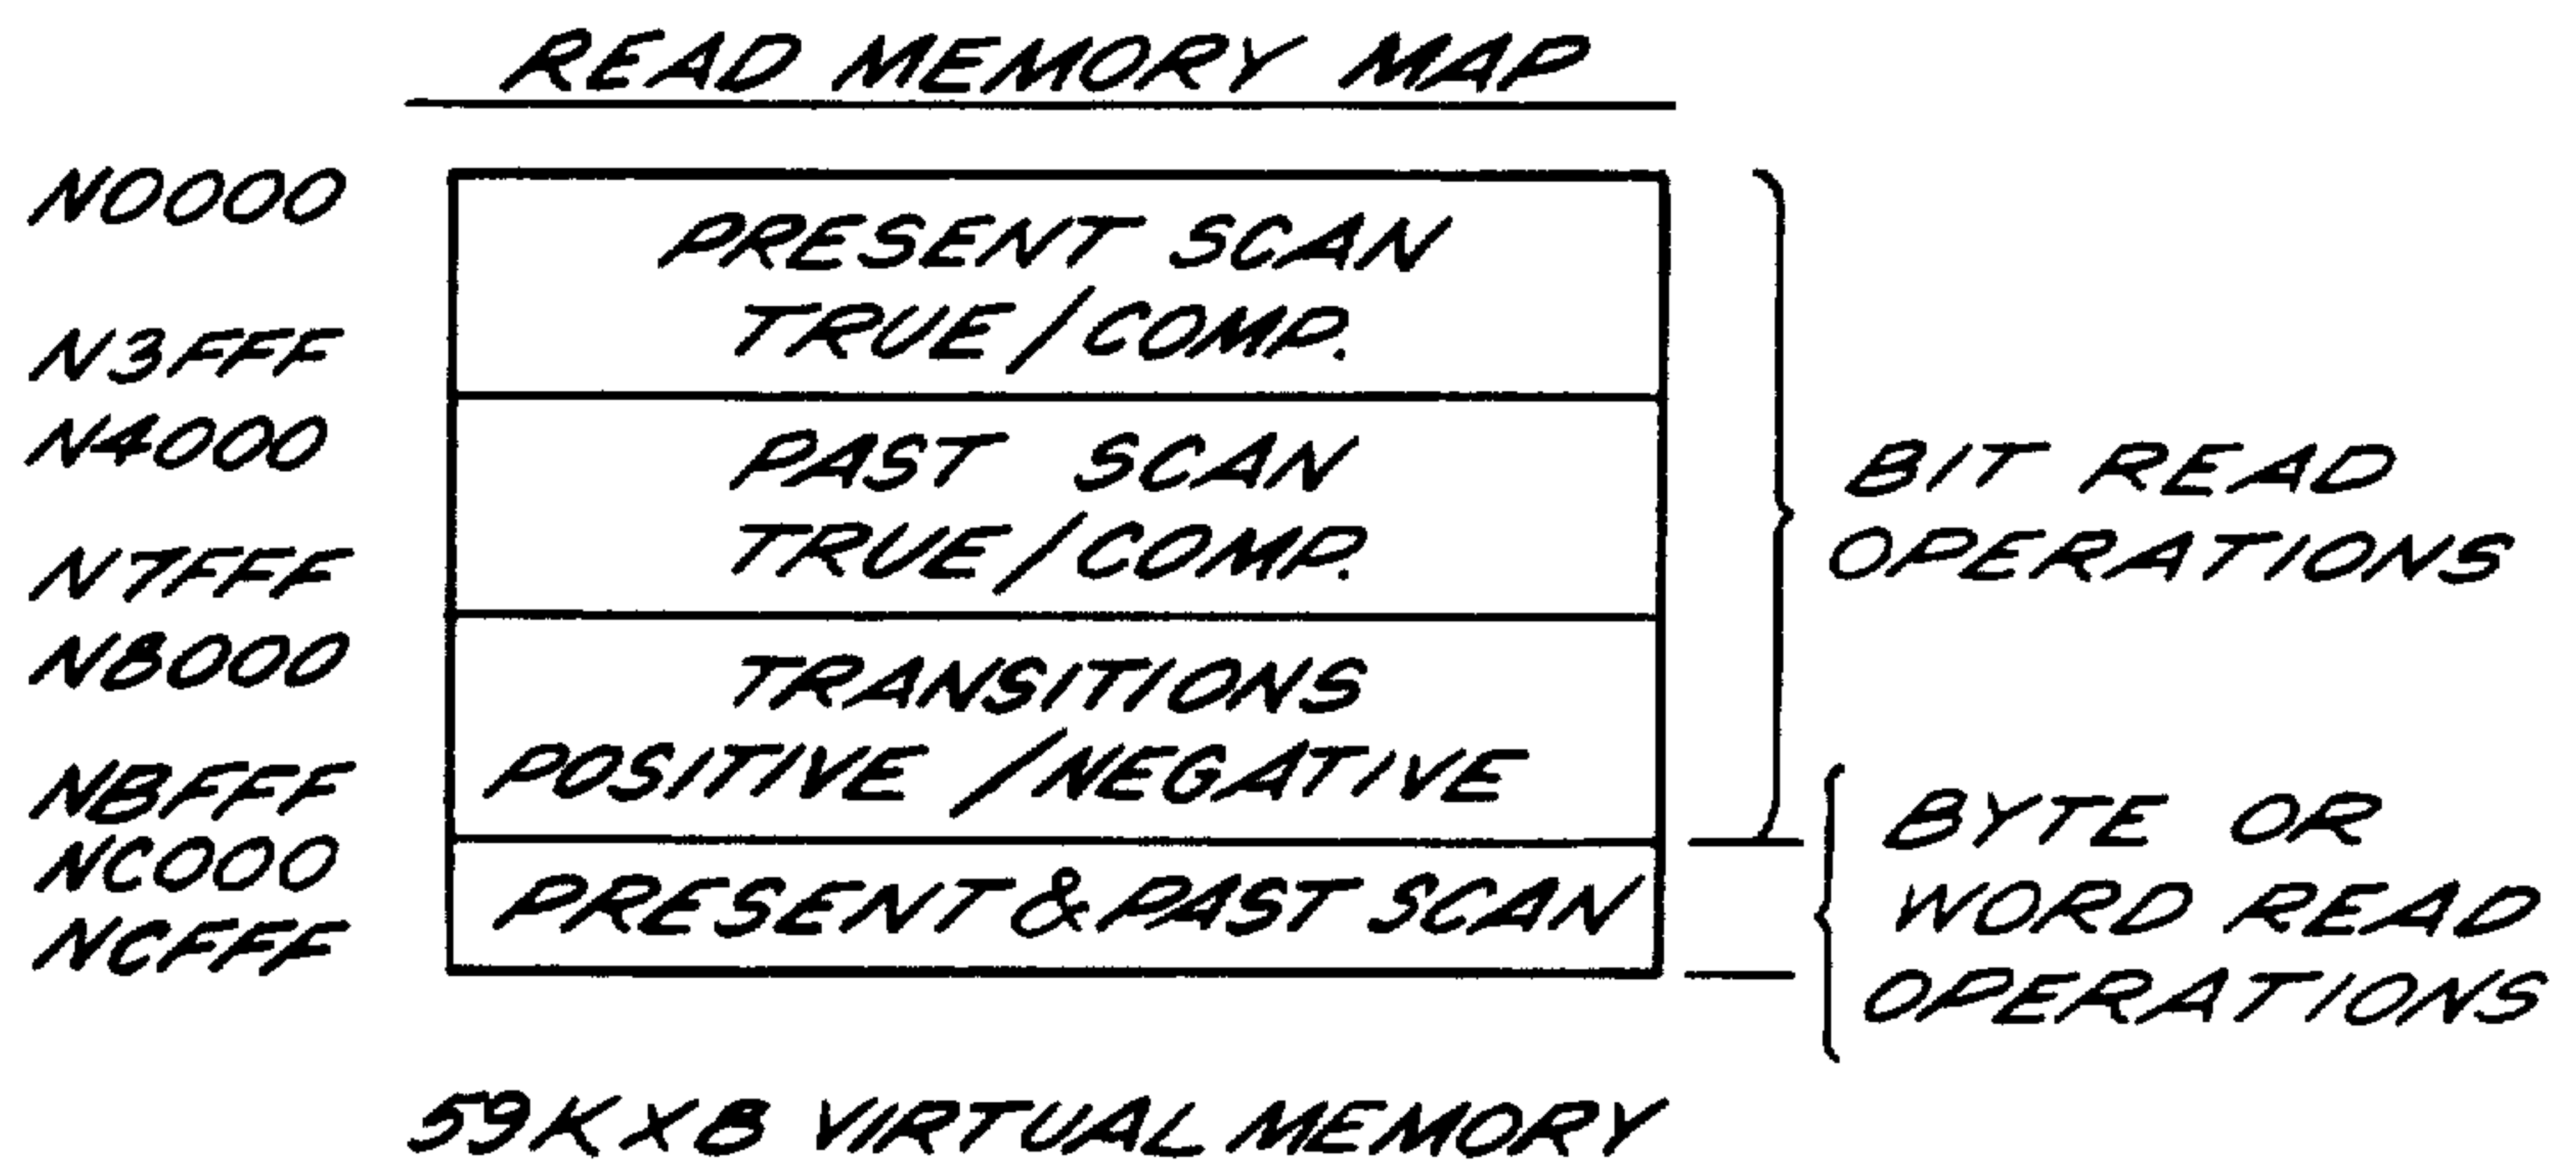 READ MEMORY MAP
N0000
PRESENT SCAN
TRUE/COMP.
N3FFF
N4000
PAST SCAN
TRUE/COMP.
N7FFF
N8000
TRANSITIONS
POSITIVE/NEGATIVE
NBFFF
NC000
PRESENT & PAST SCAN
NCFFF
BIT READ
OPERATIONS
BYTE OR
WORD READ
OPERATIONS
59K X 8 VIRTUAL MEMORY